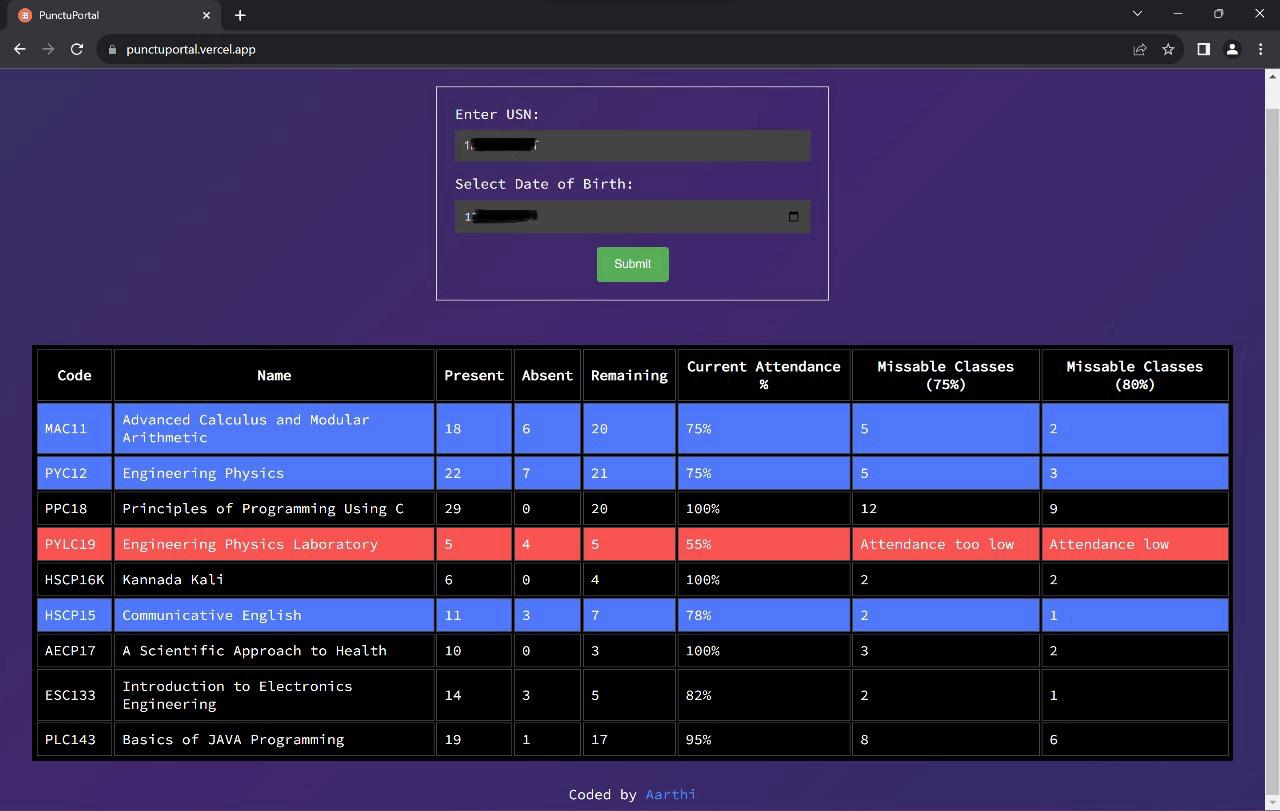 PunctuPortal
punctuportal.vercel.app
Enter USN:
Select Date of Birth:
Submit
Code Name Present Absent Remaining Current Attendance % Missable Classes (75%) Missable Classes (80%)
MAC11 Advanced Calculus and Modular Arithmetic 18 6 20 75% 5 2
PYC12 Engineering Physics 22 7 21 75% 5 3
PPC18 Principles of Programming Using C 29 0 20 100% 12 9
PYLC19 Engineering Physics Laboratory 5 4 5 55% Attendance too low Attendance low
HSCP16K Kannada Kali 6 0 4 100% 2 2
HSCP15 Communicative English 11 3 7 78% 2 1
AECP17 A Scientific Approach to Health 10 0 3 100% 3 2
ESC133 Introduction to Electronics Engineering 14 3 5 82% 2 1
PLC143 Basics of JAVA Programming 19 1 17 95% 8 6
Coded by Aarthi